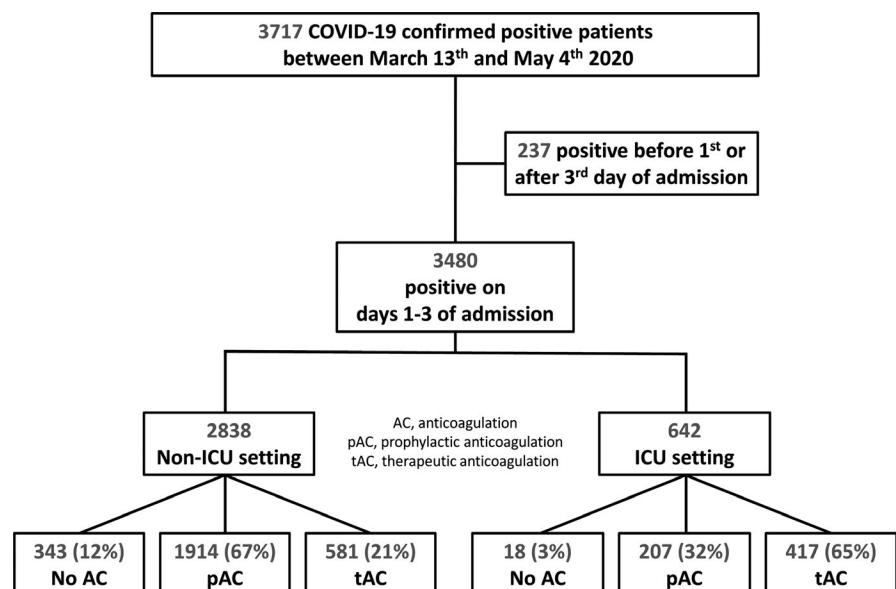 3717 COVID-19 confirmed positive patients
between March 13th and May 4th 2020
237 positive before 1st or
after 3rd day of admission
3480
positive on
days 1-3 of admission
2838
Non-ICU setting
AC, anticoagulation
pAC, prophylactic anticoagulation
tAC, therapeutic anticoagulation
642
ICU setting
343 (12%)
No AC
1914 (67%)
pAC
581 (21%)
tAC
18 (3%)
No AC
207 (32%)
pAC
417 (65%)
tAC